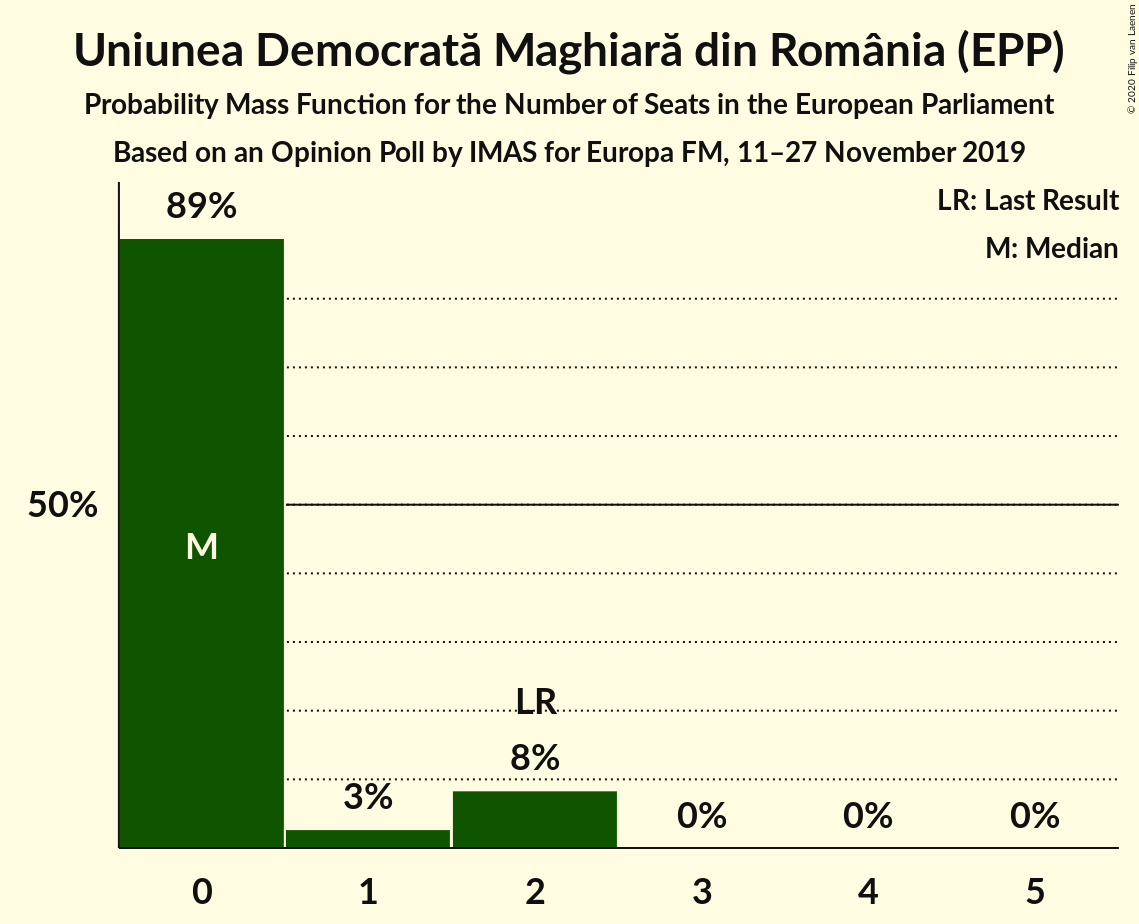 Uniunea Democrată Maghiară din România (EPP)
Probability Mass Function for the Number of Seats in the European Parliament
Based on an Opinion Poll by IMAS for Europa FM, 11–27 November 2019
© 2020 Filip van Laenen
LR: Last Result
M: Median
89%
50%
M
LR
8%
3%
0%
0%
0%
0
1
2
3
4
5